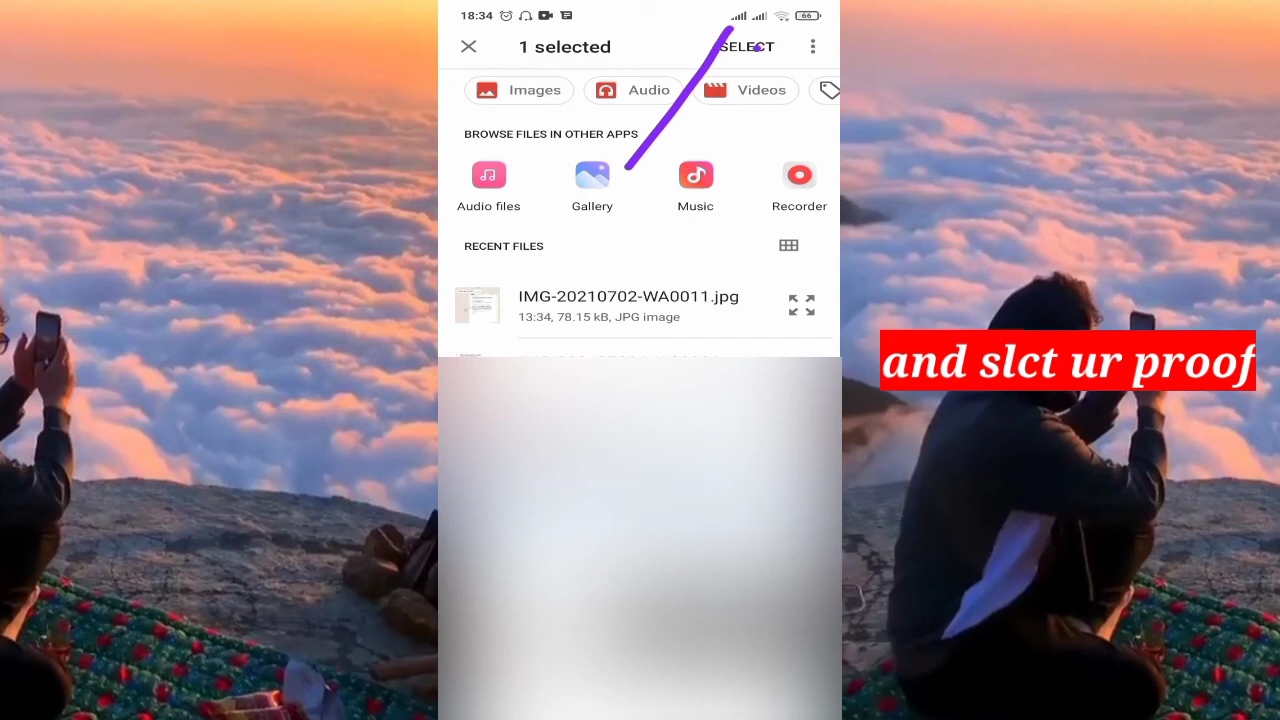 18:34
66
1 selected
SELECT
Images
Audio
Videos
BROWSE FILES IN OTHER APPS
Audio files
Gallery
Music
Recorder
RECENT FILES
IMG-20210702-WA0011.jpg
13:34, 78.15 kB, JPG image
and slct ur proof